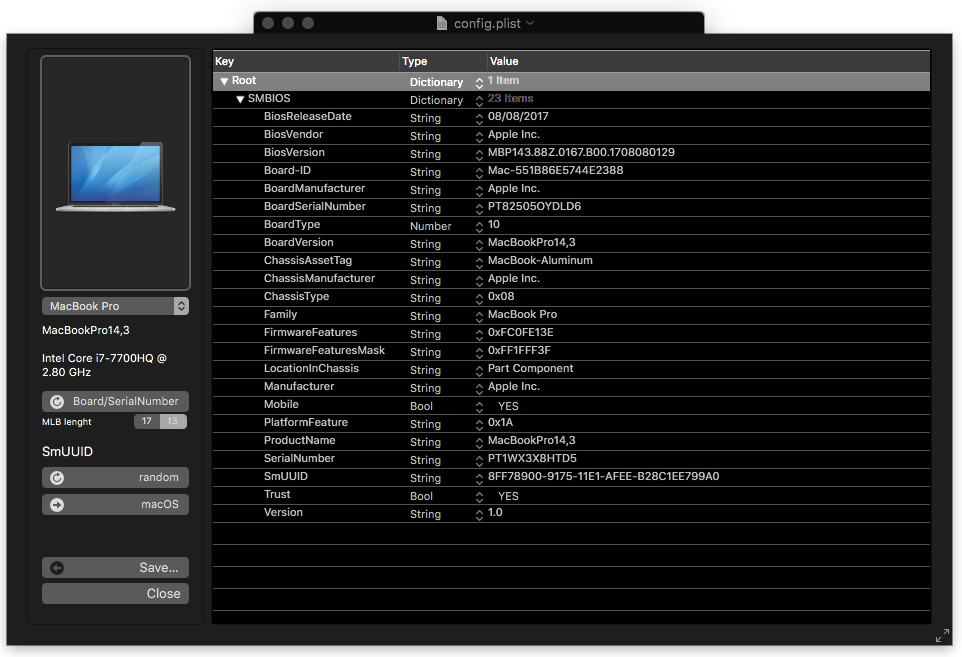 config.plist
MacBook Pro
MacBookPro14,3
Intel Core i7-7700HQ @
2.80 GHz
Board/SerialNumber
MLB lenght 17 13
SmUUID
random
macOS
Save...
Close
Key Type Value
Root Dictionary 1 Item
SMBIOS Dictionary 23 Items
BiosReleaseDate String 08/08/2017
BiosVendor String Apple Inc.
BiosVersion String MBP143.88Z.0167.B00.1708080129
Board-ID String Mac-551B86E5744E2388
BoardManufacturer String Apple Inc.
BoardSerialNumber String PT82505OYDLD6
BoardType Number 10
BoardVersion String MacBookPro14,3
ChassisAssetTag String MacBook-Aluminum
ChassisManufacturer String Apple Inc.
ChassisType String 0x08
Family String MacBook Pro
FirmwareFeatures String 0xFC0FE13E
FirmwareFeaturesMask String 0xFF1FFF3F
LocationInChassis String Part Component
Manufacturer String Apple Inc.
Mobile Bool YES
PlatformFeature String 0x1A
ProductName String MacBookPro14,3
SerialNumber String PT1WX3X8HTD5
SmUUID String 8FF78900-9175-11E1-AFEE-B28C1EE799A0
Trust Bool YES
Version String 1.0